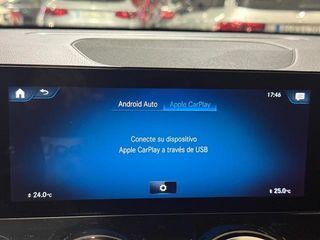 Android Auto
Apple CarPlay
17:46
Conecte su dispositivo
Apple CarPlay a través de USB
24.0°C
25.0°C